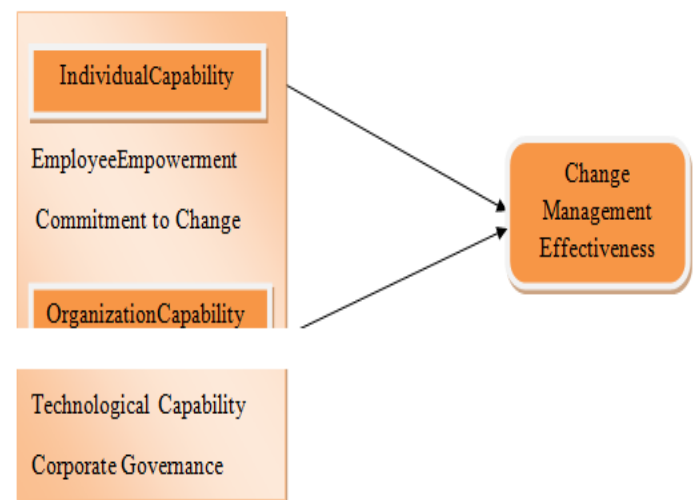 IndividualCapability
EmployeeEmpowerment
Commitment to Change
OrganizationCapability
Technological Capability
Corporate Governance
Change
Management
Effectiveness